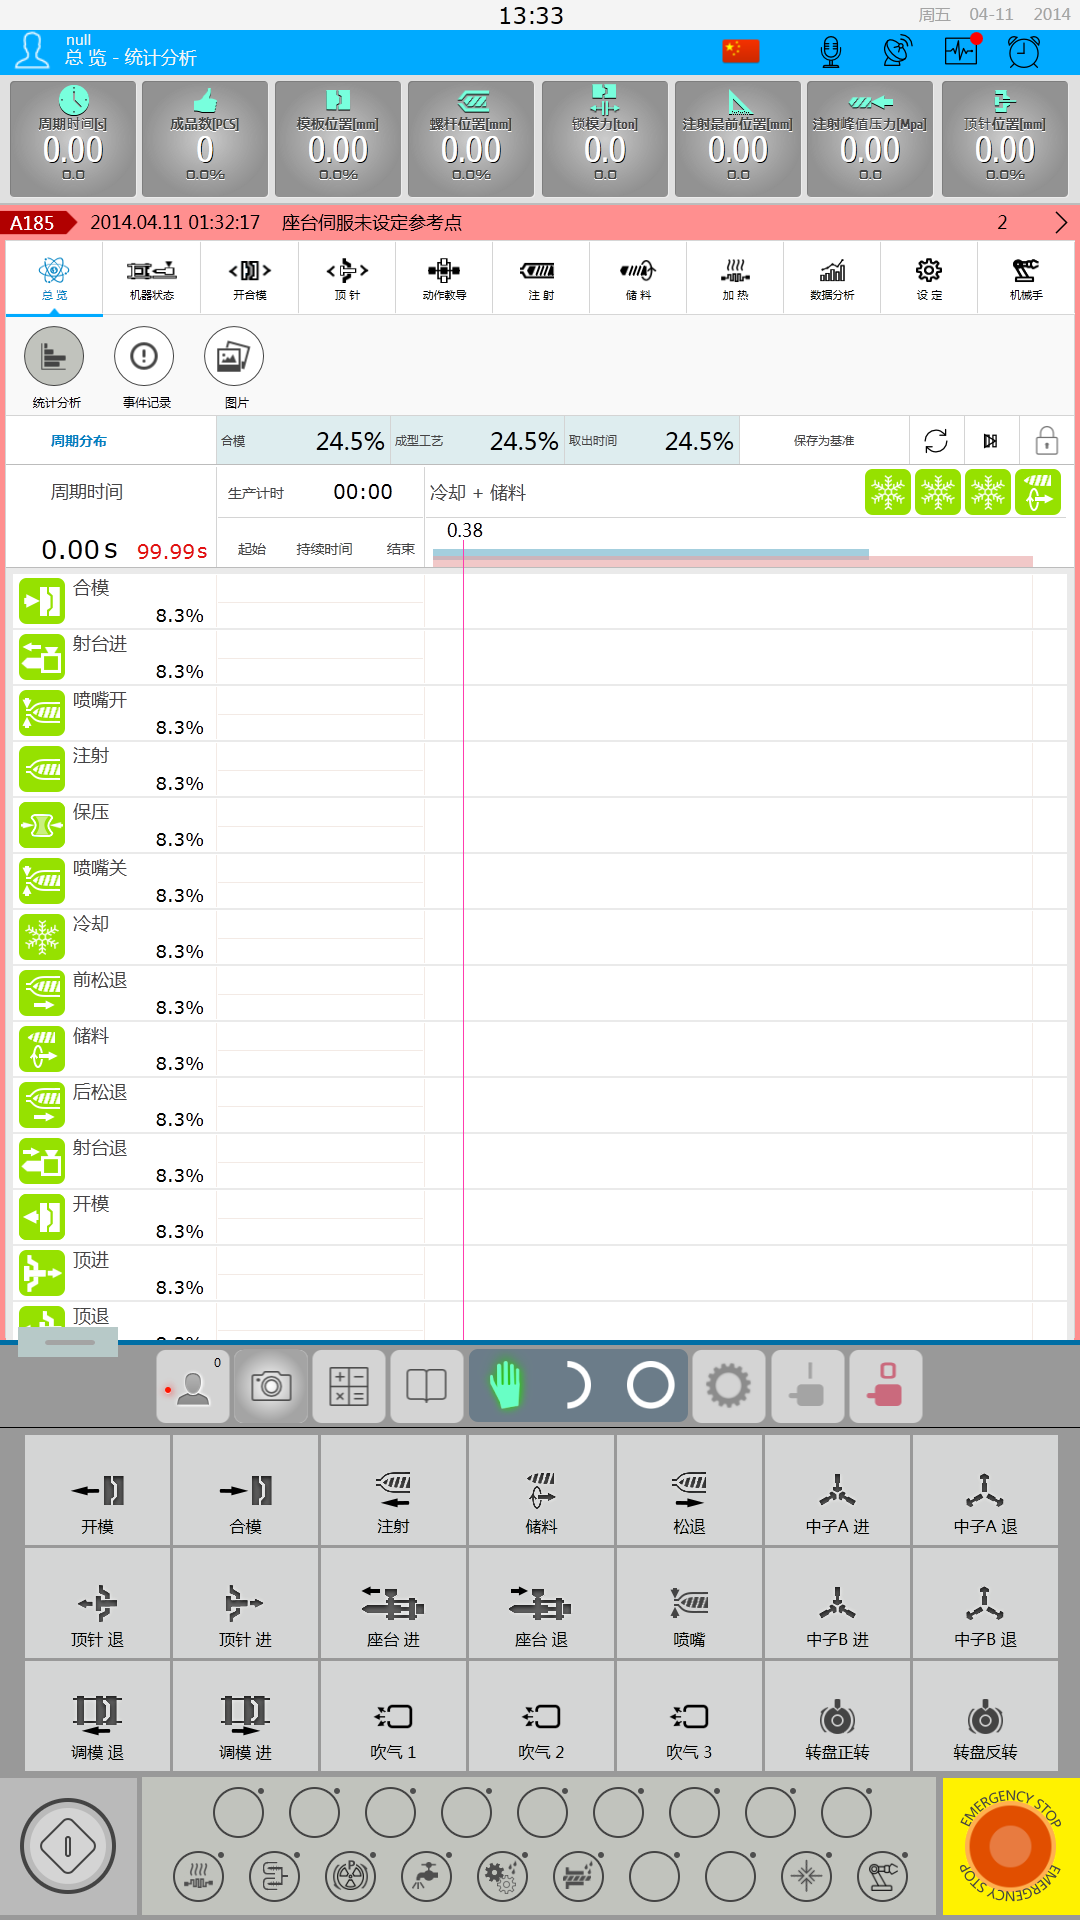 13:33
周五 04-11 2014
null
总 览 - 统计分析
周期时间[s] 成品数[PCS] 模板位置[mm] 螺杆位置[mm] 锁模力[ton] 注射最前位置[mm] 注射峰值压力[Mpa] 顶针位置[mm]
0.00 0 0.00 0.00 0.0 0.00 0.00 0.00
0.0 0.0% 0.0% 0.0% 0.0 0.0 0.0 0.0%
A185 2014.04.11 01:32:17 座台伺服未设定参考点 2
总 览 机器状态 开合模 顶 针 动作教导 注 射 储 料 加 热 数据分析 设 定 机械手
统计分析 事件记录 图片
周期分布 合模 24.5% 成型工艺 24.5% 取出时间 24.5% 保存为基准
周期时间 生产计时 00:00 冷却 + 储料
0.38
0.00s 99.99s 起始 持续时间 结束
合模
8.3%
射台进
8.3%
喷嘴开
8.3%
注射
8.3%
保压
8.3%
喷嘴关
8.3%
冷却
8.3%
前松退
8.3%
储料
8.3%
后松退
8.3%
射台退
8.3%
开模
8.3%
顶进
8.3%
顶退
0
开模 合模 注射 储料 松退 中子A 进 中子A 退
顶针 退 顶针 进 座台 进 座台 退 喷嘴 中子B 进 中子B 退
调模 退 调模 进 吹气 1 吹气 2 吹气 3 转盘正转 转盘反转
EMERGENCY STOP
P
EMERGENCY STOP